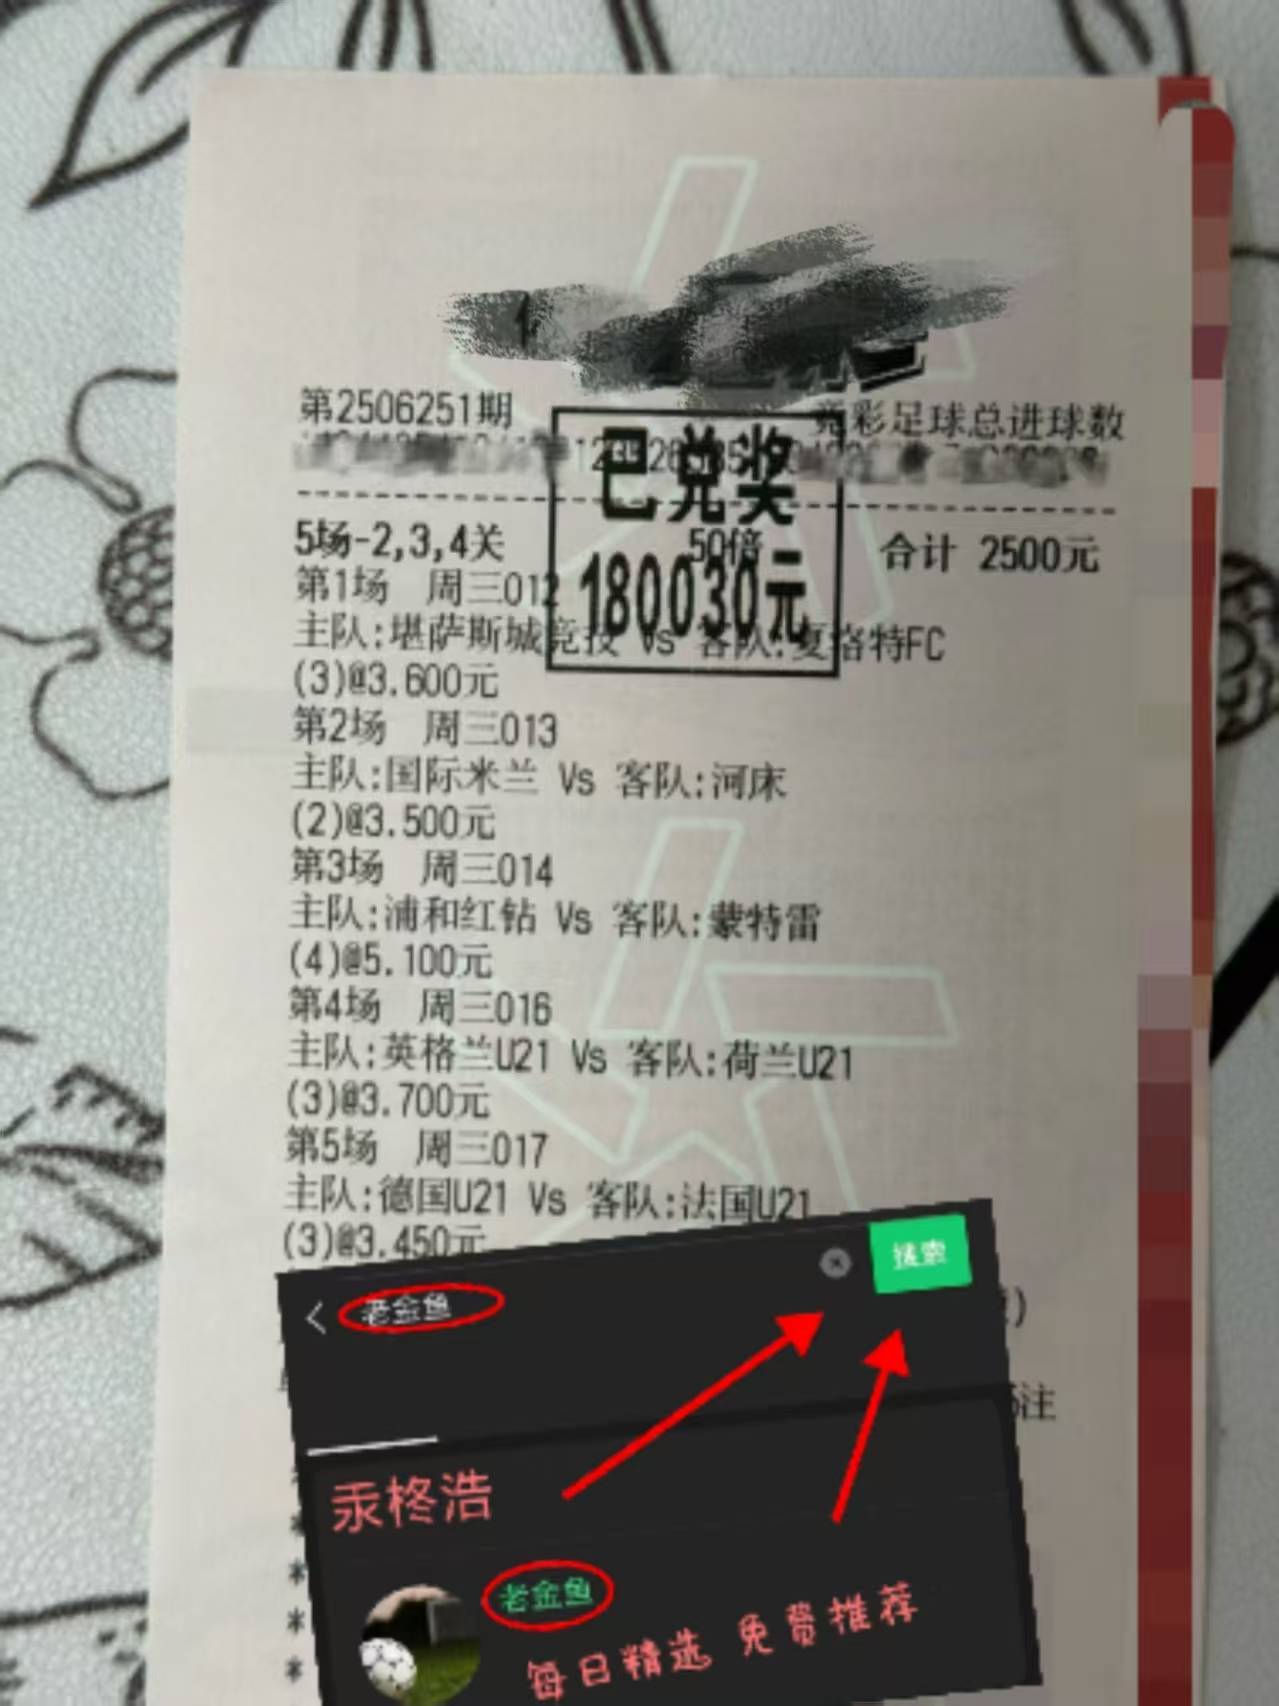 第2506251期
竞彩足球总进球数
已兑奖
180030元
5场-2,3,4关 50倍 合计 2500元
第1场 周三012
主队:堪萨斯城竞技 Vs 客队:夏洛特FC
(3)@3.600元
第2场 周三013
主队:国际米兰 Vs 客队:河床
(2)@3.500元
第3场 周三014
主队:浦和红钻 Vs 客队:蒙特雷
(4)@5.100元
第4场 周三016
主队:英格兰U21 Vs 客队:荷兰U21
(3)@3.700元
第5场 周三017
主队:德国U21 Vs 客队:法国U21
(3)@3.450元
老金鱼
搜索
注
汞柊浩
老金鱼
每日精选 免费推荐